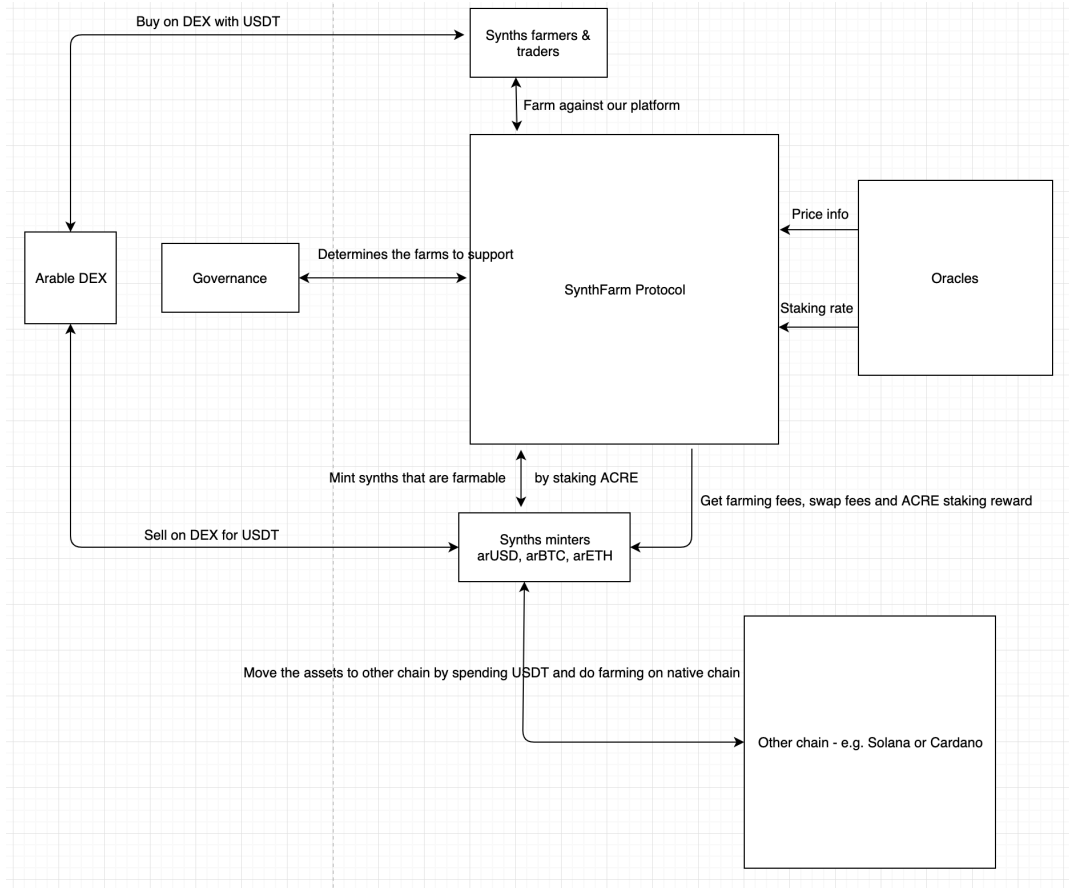 Buy on DEX with USDT
Synths farmers &
traders
Farm against our platform
Price info
Determines the farms to support
Arable DEX
Governance
SynthFarm Protocol
Oracles
Staking rate
Mint synths that are farmable
by staking ACRE
Get farming fees, swap fees and ACRE staking reward
Sell on DEX for USDT
Synths minters
arUSD, arBTC, arETH
Move the assets to other chain by spending USDT and do farming on native chain
Other chain - e.g. Solana or Cardano